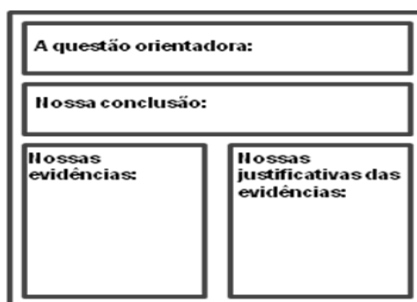 A questão orientadora:
Nossa conclusão:
Nossas
evidências:
Nossas
justificativas das
evidências: